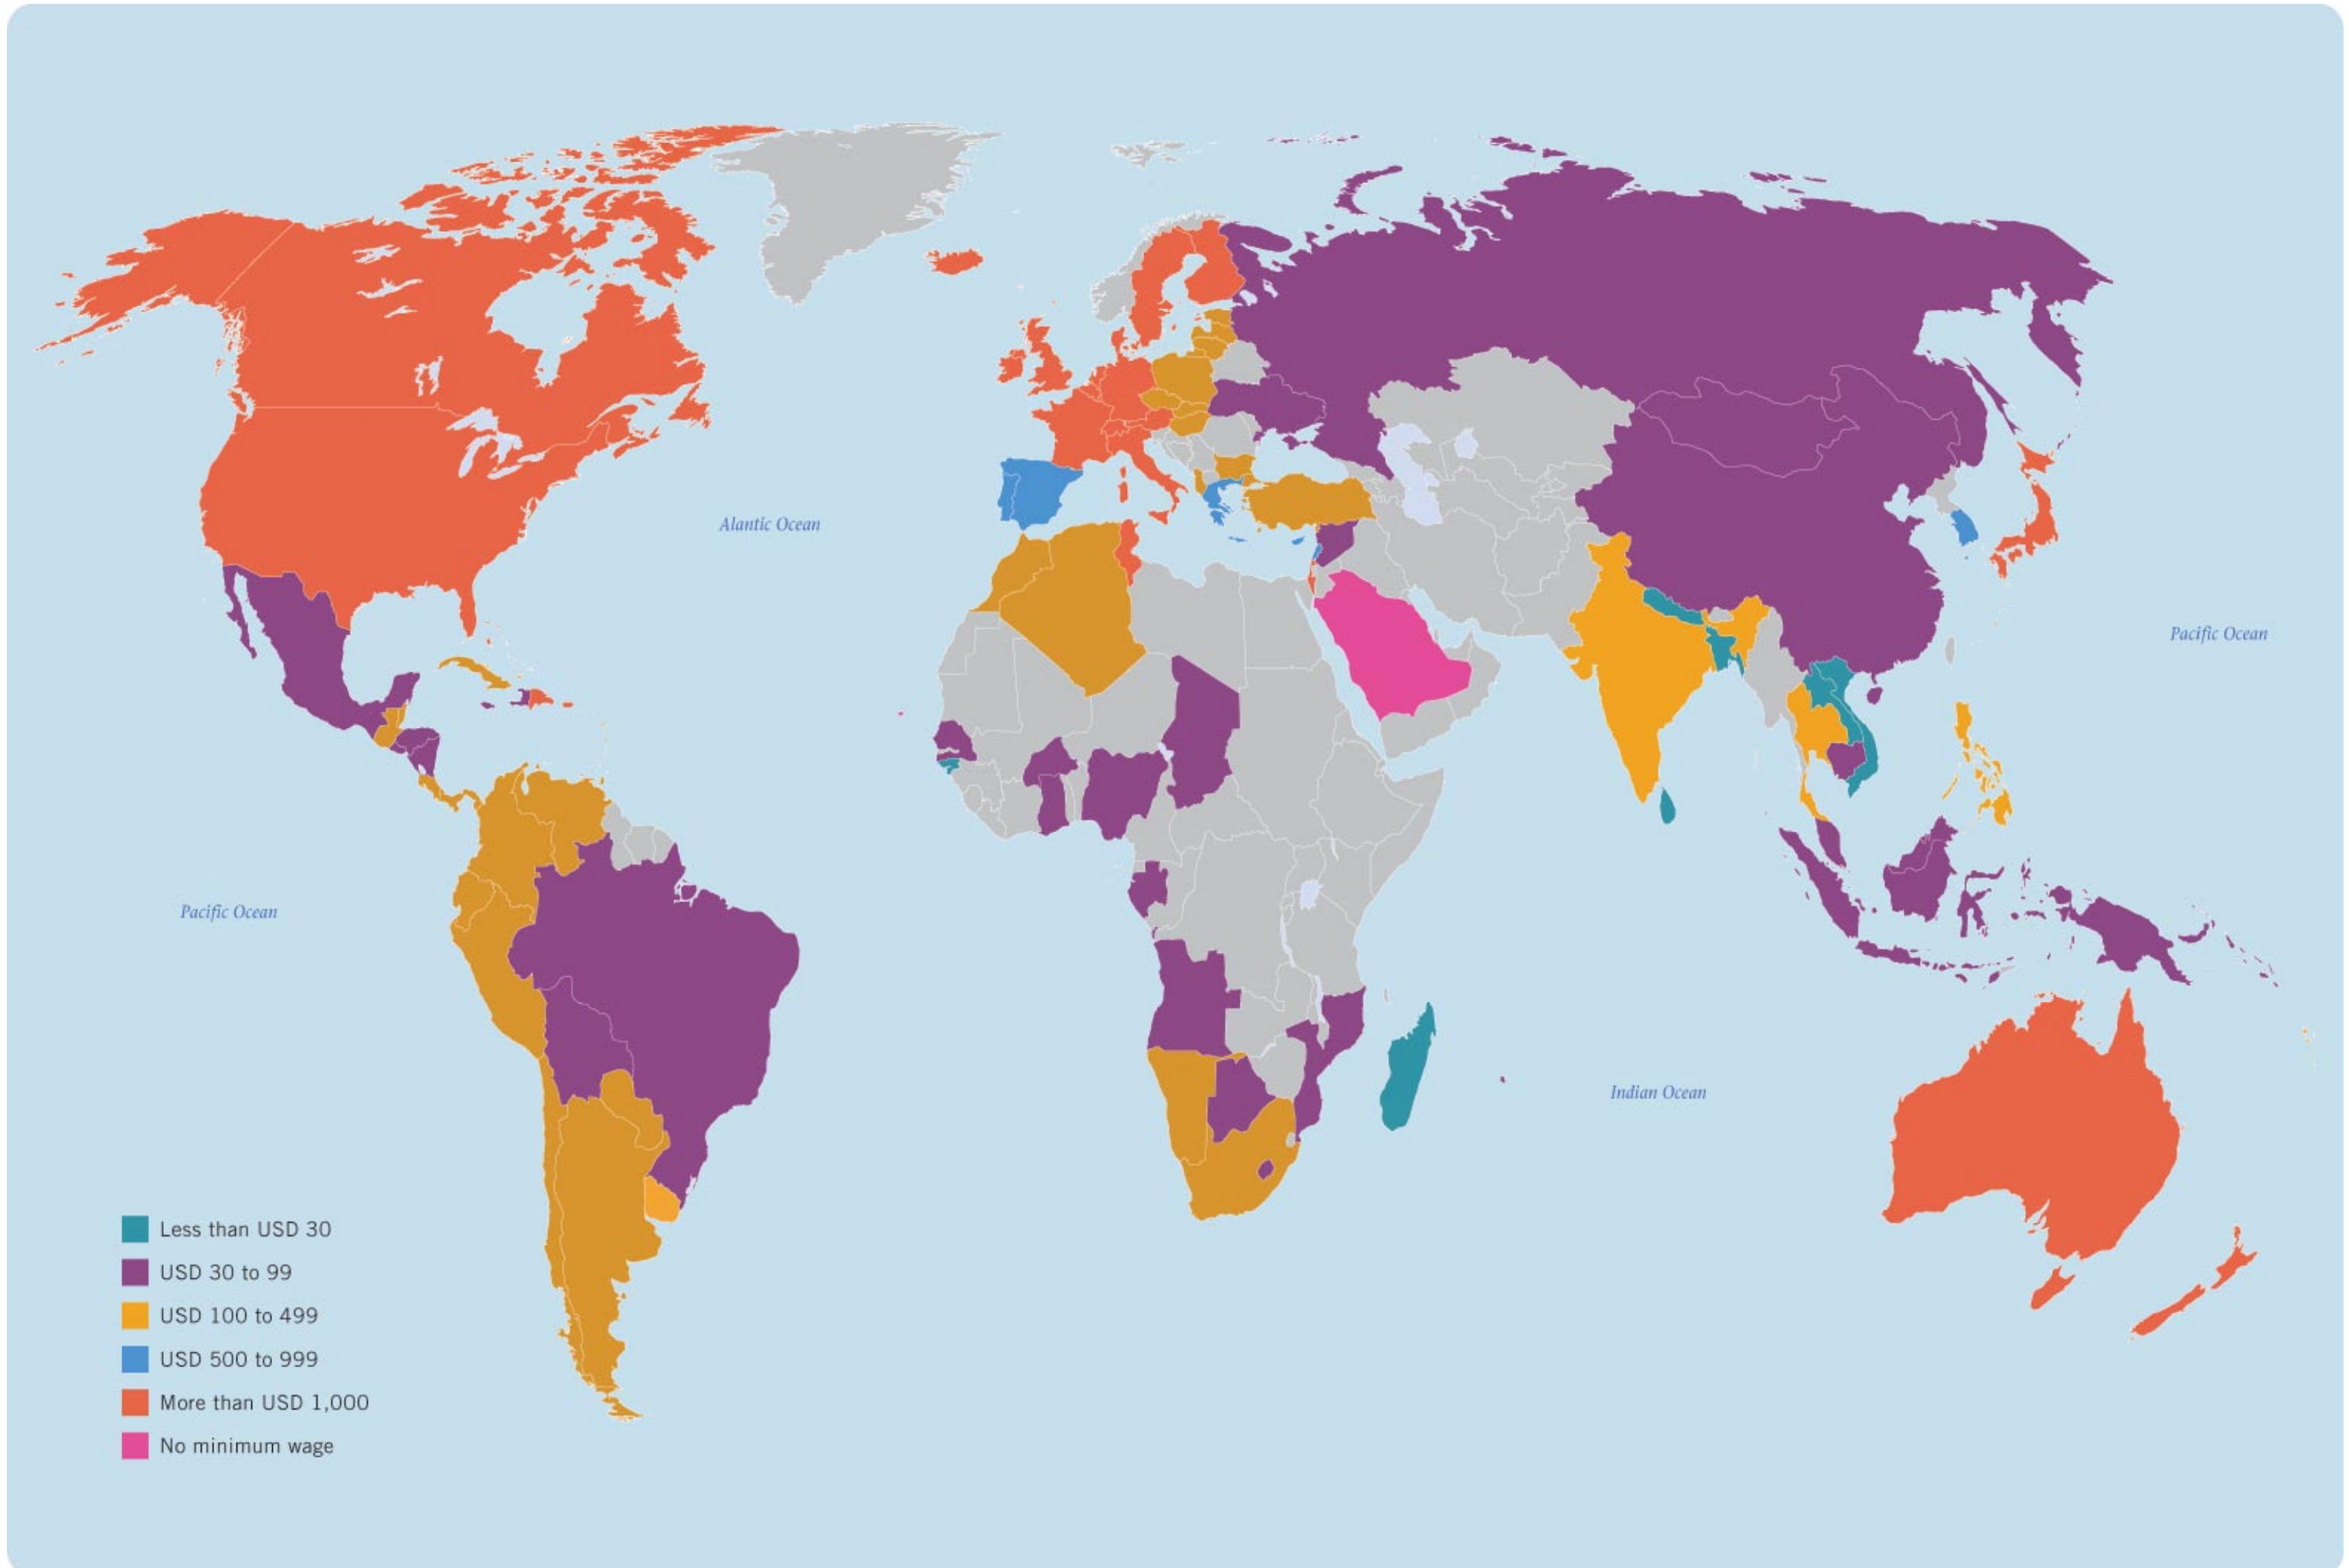 Alantic Ocean
Pacific Ocean
Pacific Ocean
Indian Ocean
Less than USD 30
USD 30 to 99
USD 100 to 499
USD 500 to 999
More than USD 1,000
No minimum wage